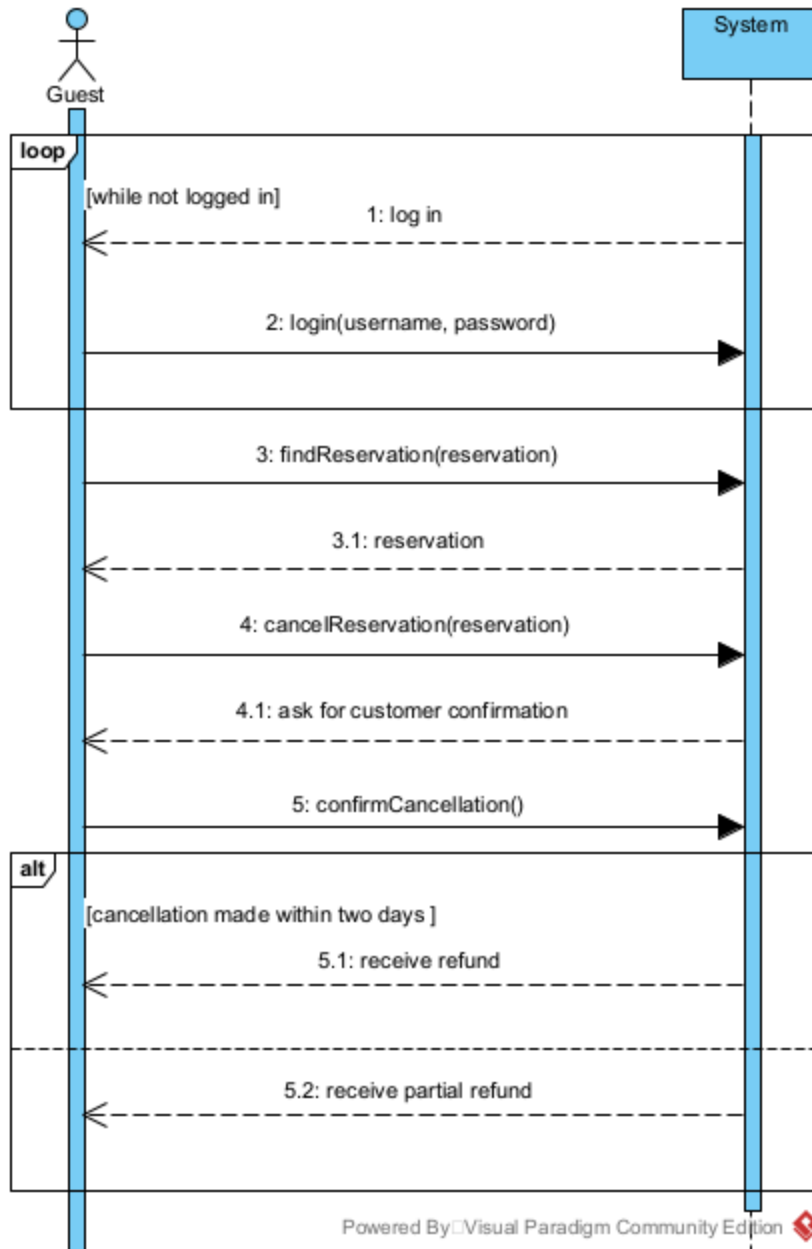 System
Guest
loop
[while not logged in]
1: log in
2: login(username, password)
3: findReservation(reservation)
3.1: reservation
4: cancelReservation(reservation)
4.1: ask for customer confirmation
5: confirmCancellation()
alt
[cancellation made within two days ]
5.1: receive refund
5.2: receive partial refund
Powered By□Visual Paradigm Community Edition